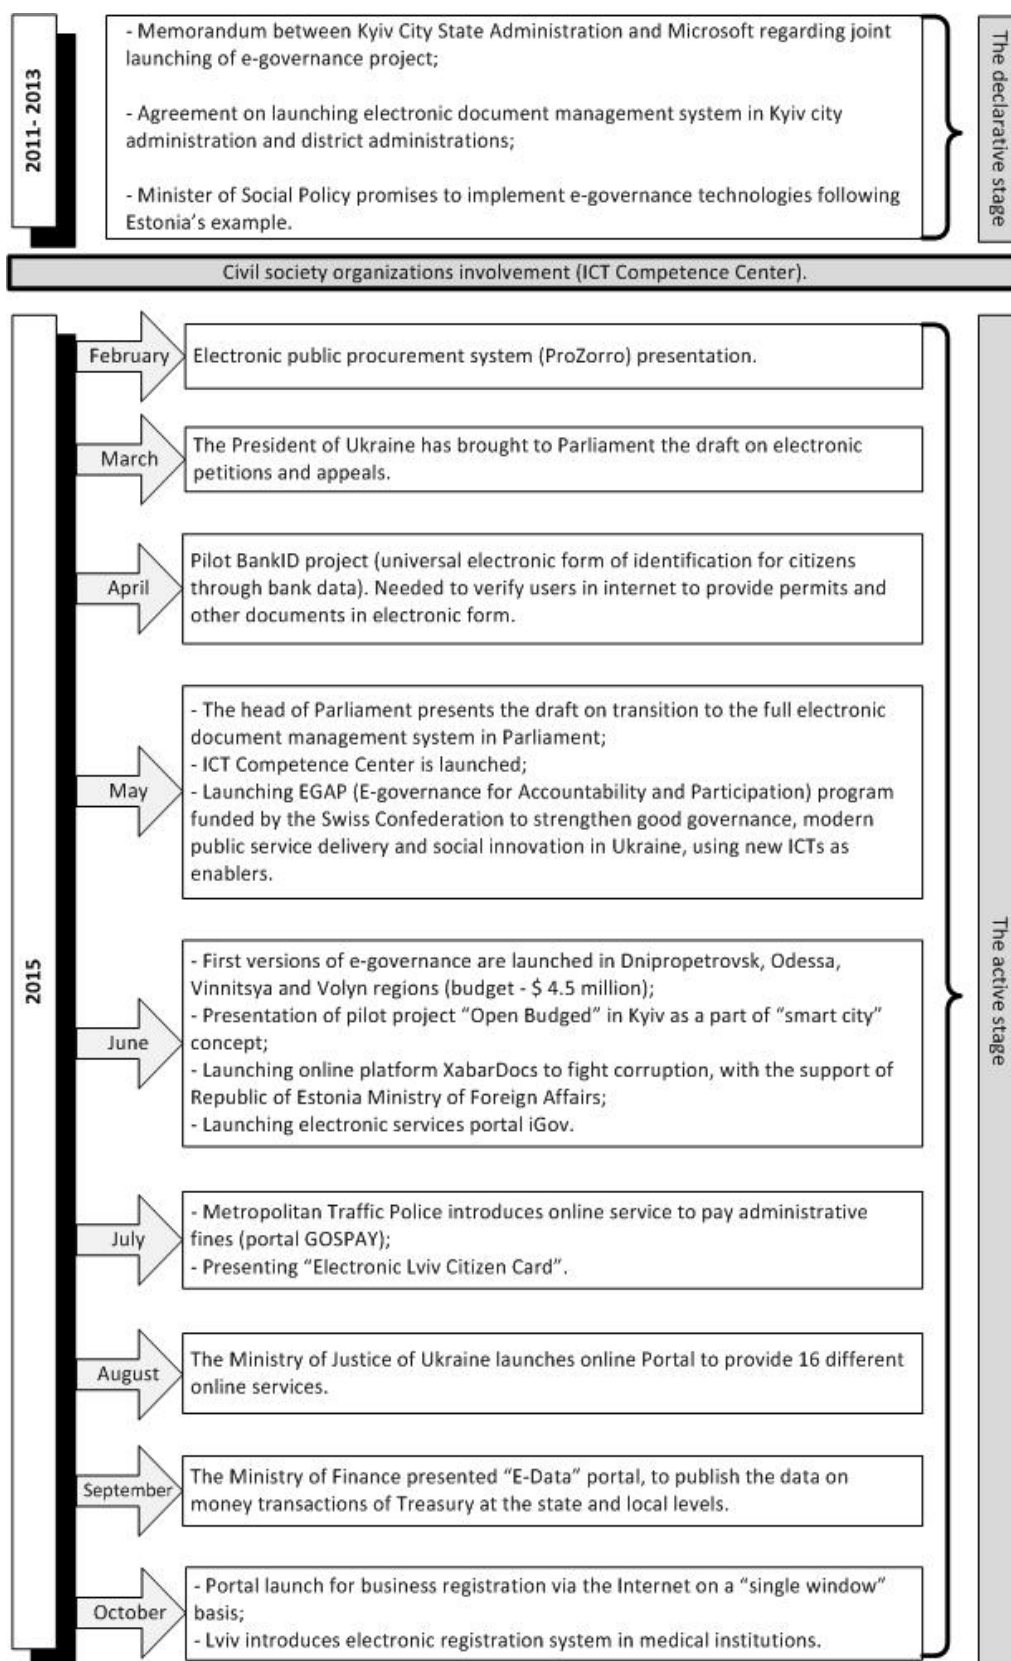 2011- 2013
- Memorandum between Kyiv City State Administration and Microsoft regarding joint
launching of e-governance project;
- Agreement on launching electronic document management system in Kyiv city
administration and district administrations;
- Minister of Social Policy promises to implement e-governance technologies following
Estonia's example.
The declarative stage
Civil society organizations involvement (ICT Competence Center).
2015
February
Electronic public procurement system (ProZorro) presentation.
March
The President of Ukraine has brought to Parliament the draft on electronic
petitions and appeals.
April
Pilot BankID project (universal electronic form of identification for citizens
through bank data). Needed to verify users in internet to provide permits and
other documents in electronic form.
May
- The head of Parliament presents the draft on transition to the full electronic
document management system in Parliament;
- ICT Competence Center is launched;
- Launching EGAP (E-governance for Accountability and Participation) program
funded by the Swiss Confederation to strengthen good governance, modern
public service delivery and social innovation in Ukraine, using new ICTs as
enablers.
June
- First versions of e-governance are launched in Dnipropetrovsk, Odessa,
Vinnitsya and Volyn regions (budget - $ 4.5 million);
- Presentation of pilot project “Open Budged” in Kyiv as a part of “smart city”
concept;
- Launching online platform XabarDocs to fight corruption, with the support of
Republic of Estonia Ministry of Foreign Affairs;
- Launching electronic services portal iGov.
July
- Metropolitan Traffic Police introduces online service to pay administrative
fines (portal GOSPAY);
- Presenting “Electronic Lviv Citizen Card”.
August
The Ministry of Justice of Ukraine launches online Portal to provide 16 different
online services.
September
The Ministry of Finance presented “E-Data” portal, to publish the data on
money transactions of Treasury at the state and local levels.
October
- Portal launch for business registration via the Internet on a “single window”
basis;
- Lviv introduces electronic registration system in medical institutions.
The active stage